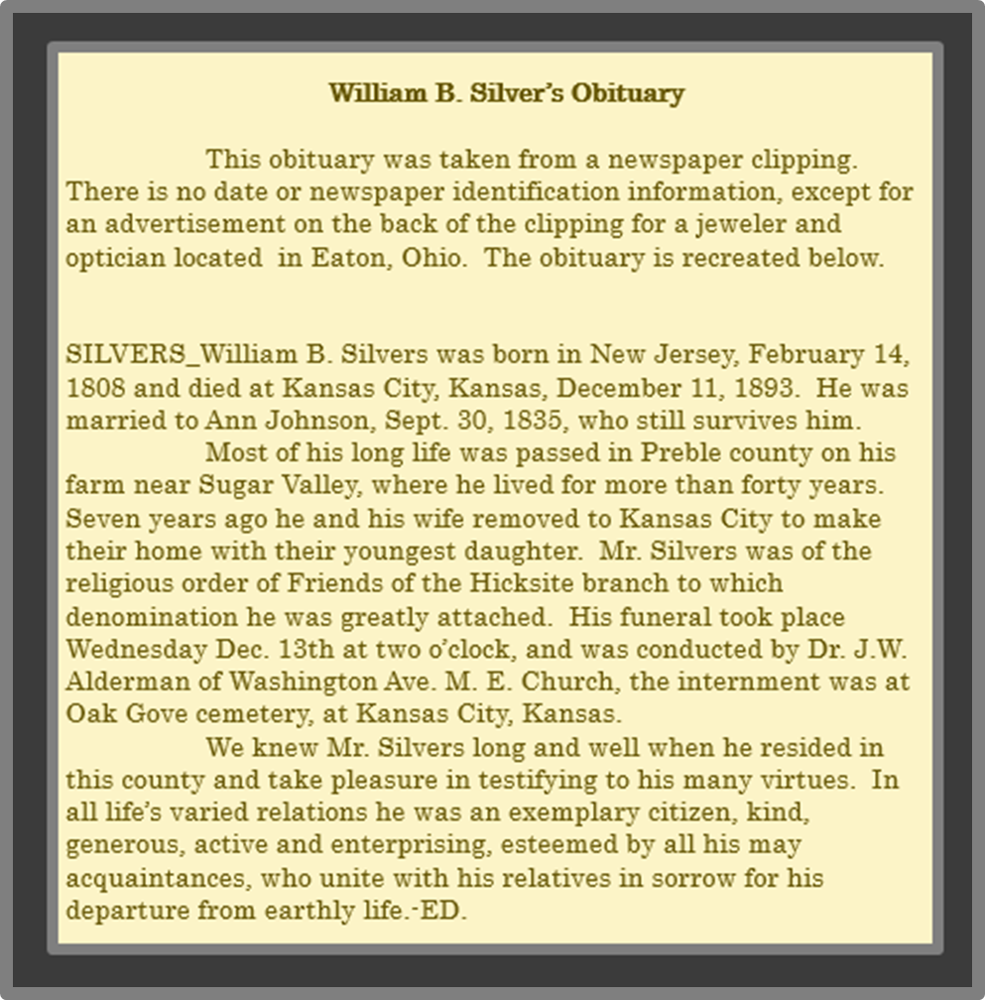 William B. Silver's Obituary
This obituary was taken from a newspaper clipping.
There is no date or newspaper identification information, except for
an advertisement on the back of the clipping for a jeweler and
optician located  in Eaton, Ohio.  The obituary is recreated below.
SILVERS_William B. Silvers was born in New Jersey, February 14,
1808 and died at Kansas City, Kansas, December 11, 1893.  He was
married to Ann Johnson, Sept. 30, 1835, who still survives him.
Most of his long life was passed in Preble county on his
farm near Sugar Valley, where he lived for more than forty years.
Seven years ago he and his wife removed to Kansas City to make
their home with their youngest daughter.  Mr. Silvers was of the
religious order of Friends of the Hicksite branch to which
denomination he was greatly attached.  His funeral took place
Wednesday Dec. 13th at two o'clock, and was conducted by Dr. J.W.
Alderman of Washington Ave. M. E. Church, the internment was at
Oak Gove cemetery, at Kansas City, Kansas.
We knew Mr. Silvers long and well when he resided in
this county and take pleasure in testifying to his many virtues.  In
all life's varied relations he was an exemplary citizen, kind,
generous, active and enterprising, esteemed by all his may
acquaintances, who unite with his relatives in sorrow for his
departure from earthly life.-ED.